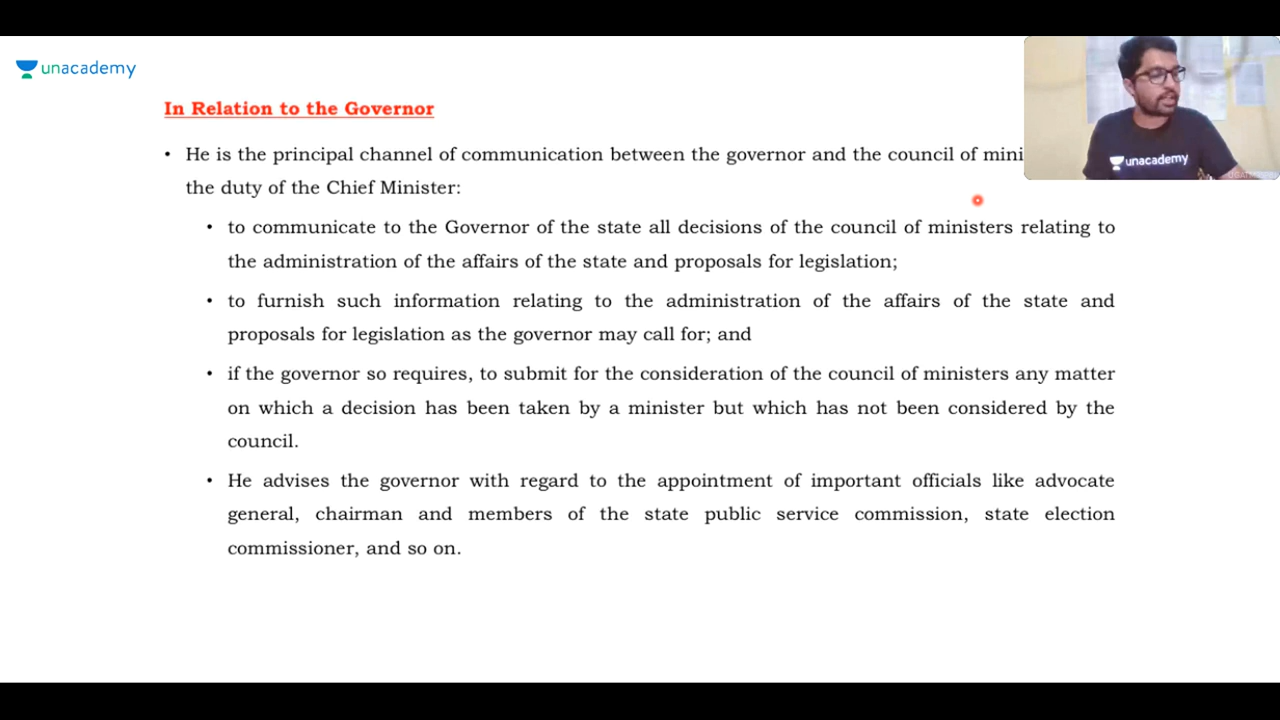 unacademy
In Relation to the Governor
• He is the principal channel of communication between the governor and the council of mini
the duty of the Chief Minister:
• to communicate to the Governor of the state all decisions of the council of ministers relating to
the administration of the affairs of the state and proposals for legislation;
• to furnish such information relating to the administration of the affairs of the state and
proposals for legislation as the governor may call for; and
• if the governor so requires, to submit for the consideration of the council of ministers any matter
on which a decision has been taken by a minister but which has not been considered by the
council.
• He advises the governor with regard to the appointment of important officials like advocate
general, chairman and members of the state public service commission, state election
commissioner, and so on.
unacademy